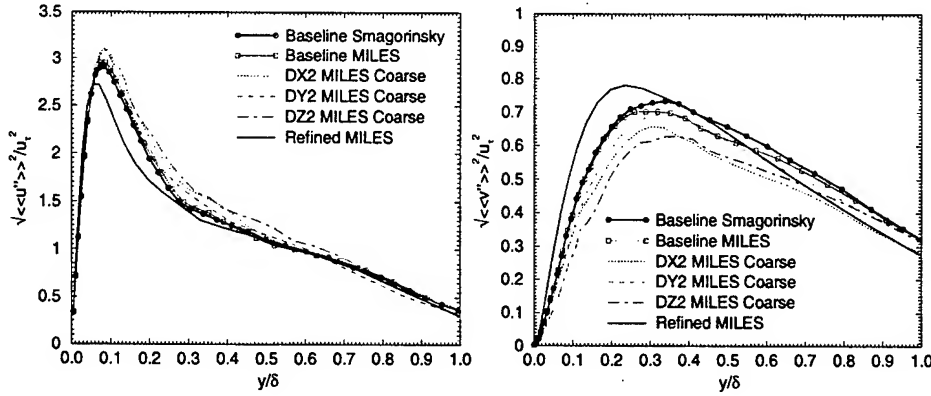 3.5
3
2.5
2
1.5
1
0.5
0
0.0 0.1 0.2 0.3 0.4 0.5 0.6 0.7 0.8 0.9 1.0
y/δ
√<<u''>>²/u²τ
Baseline Smagorinsky
Baseline MILES
DX2 MILES Coarse
DY2 MILES Coarse
DZ2 MILES Coarse
Refined MILES
1
0.9
0.8
0.7
0.6
0.5
0.4
0.3
0.2
0.1
0
0.0 0.1 0.2 0.3 0.4 0.5 0.6 0.7 0.8 0.9 1.0
y/δ
√<<v''>>²/u²τ
Baseline Smagorinsky
Baseline MILES
DX2 MILES Coarse
DY2 MILES Coarse
DZ2 MILES Coarse
Refined MILES